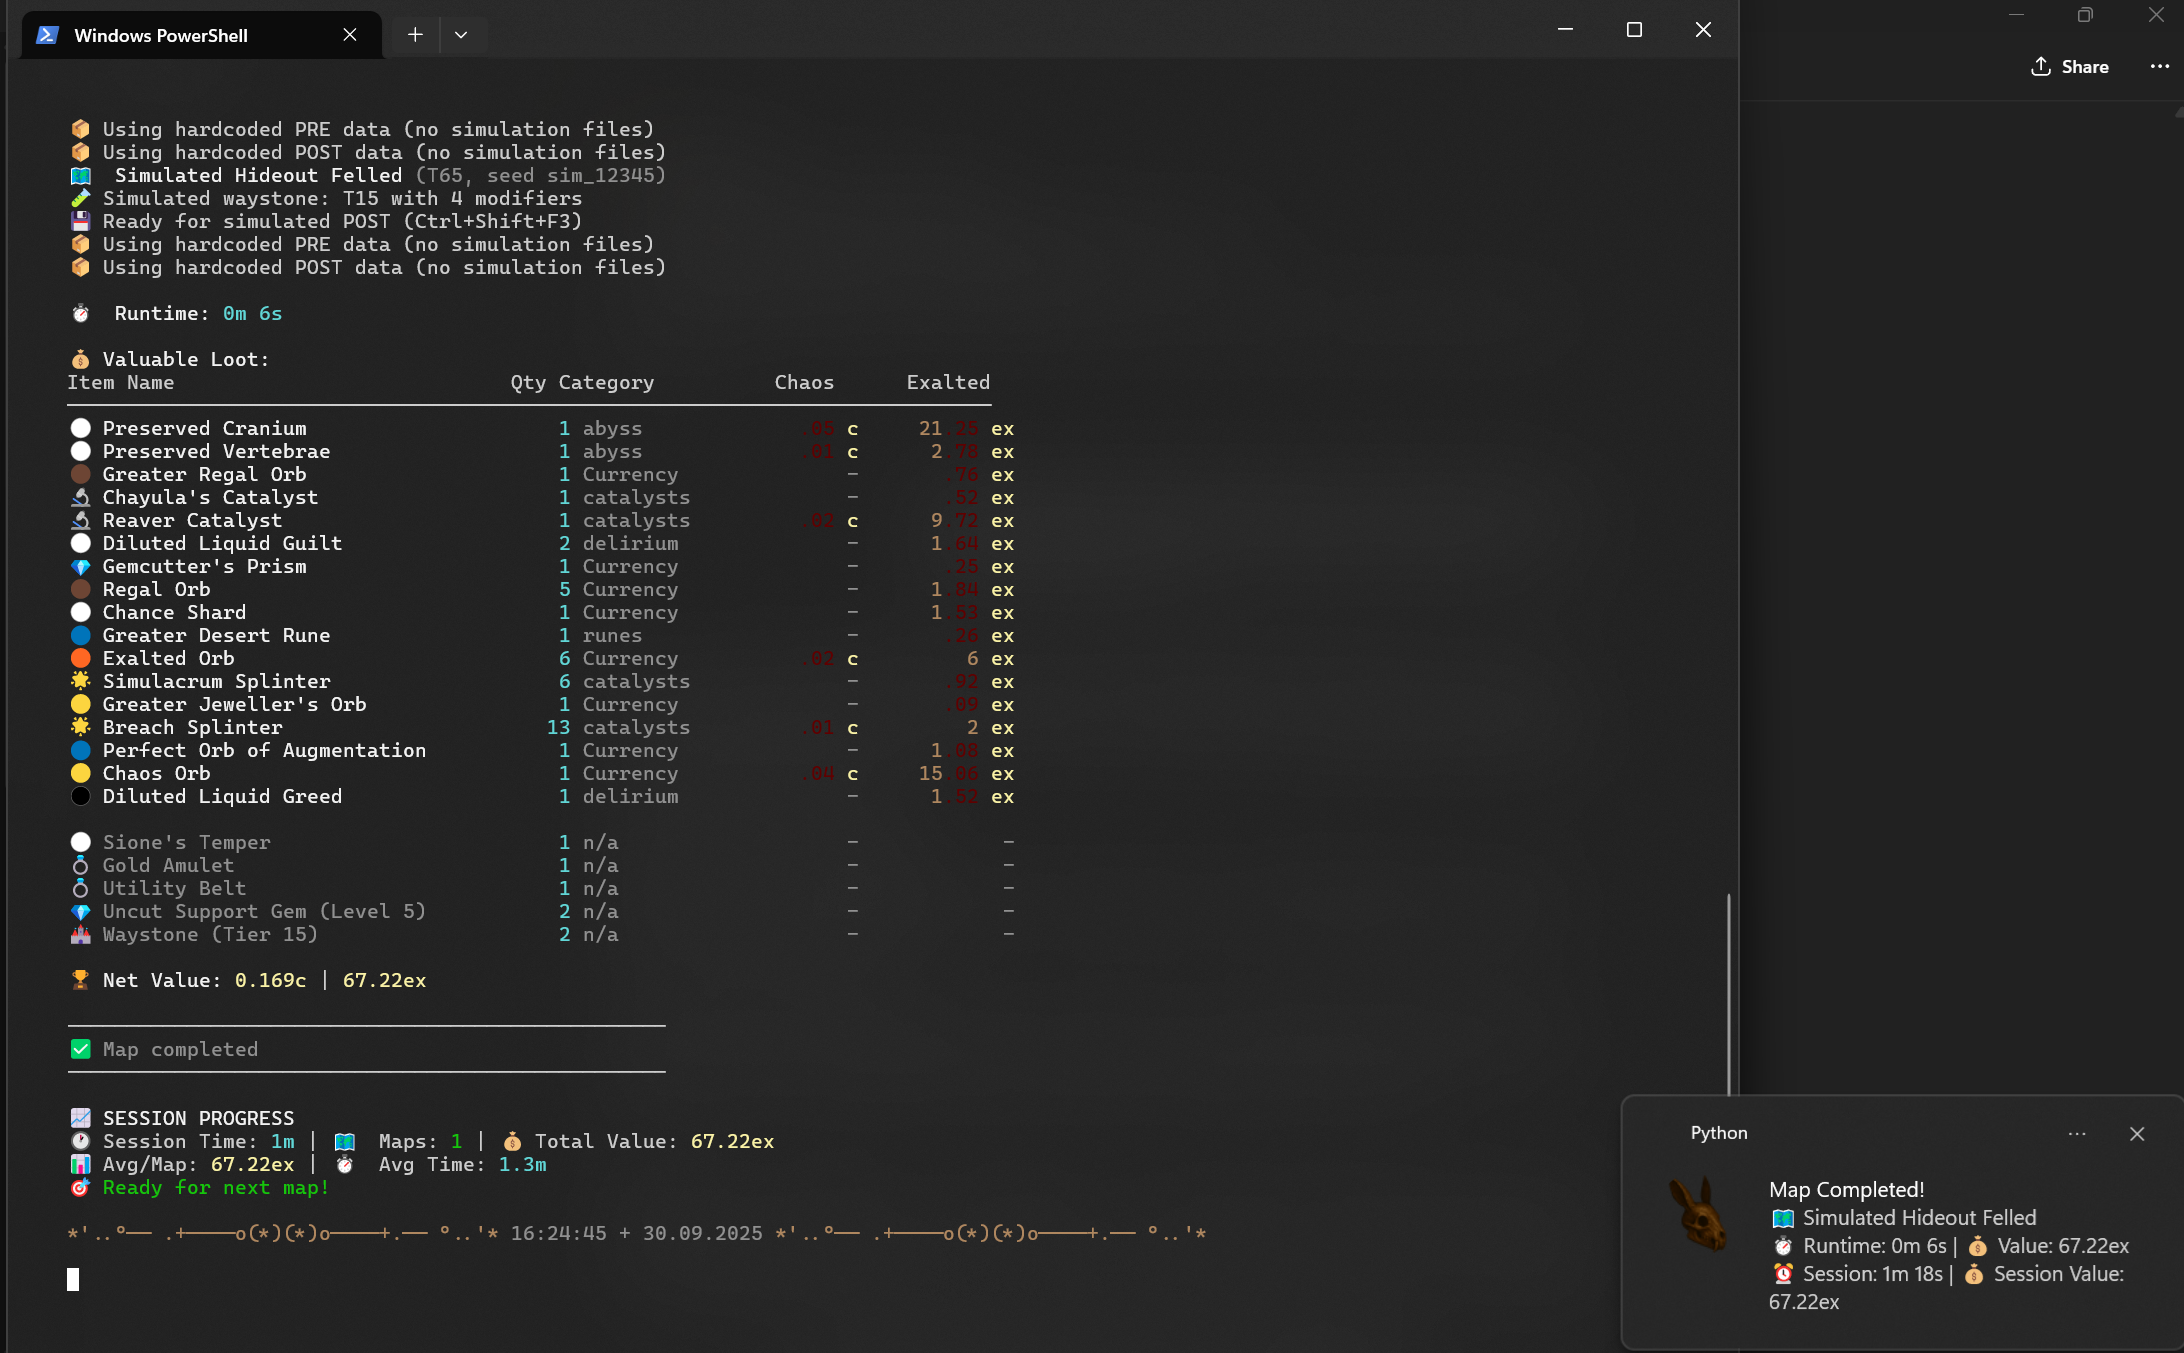 Windows PowerShell
Share
Using hardcoded PRE data (no simulation files)
Using hardcoded POST data (no simulation files)
Simulated Hideout Felled (T65, seed sim_12345)
Simulated waystone: T15 with 4 modifiers
Ready for simulated POST (Ctrl+Shift+F3)
Using hardcoded PRE data (no simulation files)
Using hardcoded POST data (no simulation files)
Runtime: 0m 6s
Valuable Loot:
Item Name Qty Category Chaos Exalted
Preserved Cranium 1 abyss .05 c 21.25 ex
Preserved Vertebrae 1 abyss .01 c 2 78 ex
Greater Regal Orb 1 Currency – .76 ex
Chayula's Catalyst 1 catalysts – .52 ex
Reaver Catalyst 1 catalysts .02 c 9.72 ex
Diluted Liquid Guilt 2 delirium – 1.64 ex
Gemcutter's Prism 1 Currency – .25 ex
Regal Orb 5 Currency – 1.84 ex
Chance Shard 1 Currency – 1.53 ex
Greater Desert Rune 1 runes – .26 ex
Exalted Orb 6 Currency .02 c 6 ex
Simulacrum Splinter 6 catalysts – .92 ex
Greater Jeweller's Orb 1 Currency – .09 ex
Breach Splinter 13 catalysts .01 c 2 ex
Perfect Orb of Augmentation 1 Currency – 1.08 ex
Chaos Orb 1 Currency .04 c 15.06 ex
Diluted Liquid Greed 1 delirium – 1.52 ex
Sione's Temper 1 n/a – –
Gold Amulet 1 n/a – –
Utility Belt 1 n/a – –
Uncut Support Gem (Level 5) 2 n/a – –
Waystone (Tier 15) 2 n/a – –
Net Value: 0.169c | 67.22ex
Map completed
SESSION PROGRESS
Session Time: 1m | Maps: 1 | Total Value: 67.22ex
Avg/Map: 67.22ex | Avg Time: 1.3m
Ready for next map!
*'..°── .+────o(*)(*)o────+.── °..'* 16:24:45 + 30.09.2025 *'..°── .+────o(*)(*)o────+.── °..'*
Python
Map Completed!
Simulated Hideout Felled
Runtime: 0m 6s | Value: 67.22ex
Session: 1m 18s | Session Value:
67.22ex